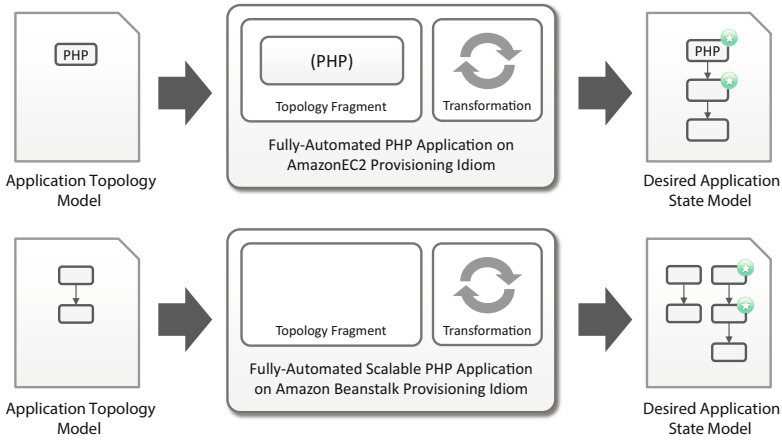 PHP
(PHP)
Topology Fragment
Transformation
Fully-Automated PHP Application on
AmazonEC2 Provisioning Idiom
PHP
Application Topology
Model
Desired Application
State Model
Topology Fragment
Transformation
Fully-Automated Scalable PHP Application
on Amazon Beanstalk Provisioning Idiom
Application Topology
Model
Desired Application
State Model